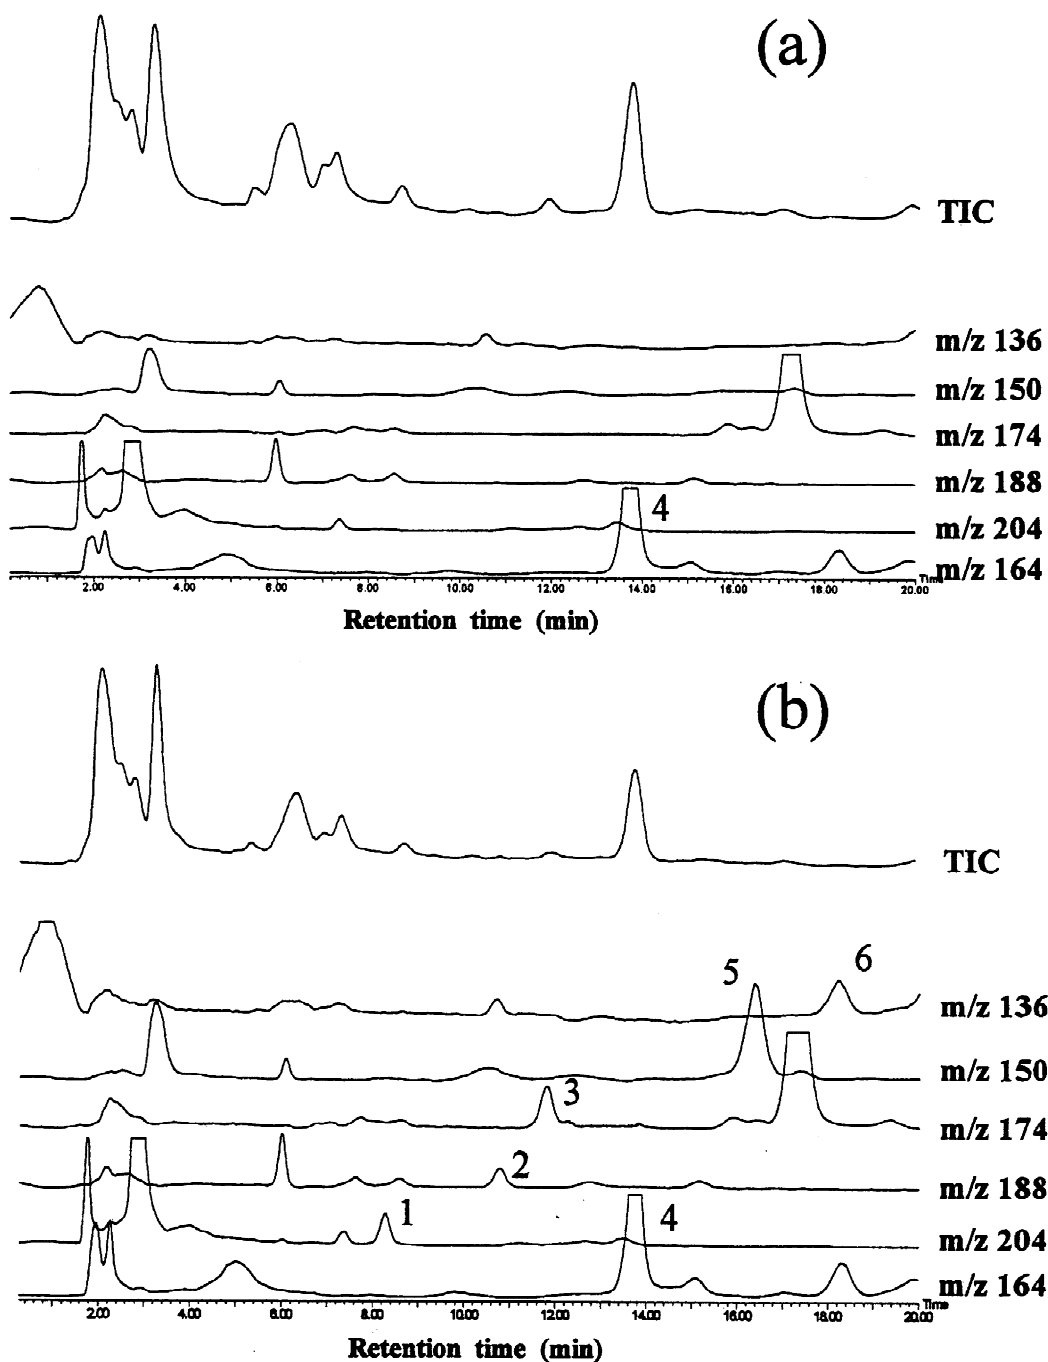 (a)
TIC
m/z 136
m/z 150
m/z 174
m/z 188
4
m/z 204
m/z 164
Time
2.00 4.00 6.00 8.00 10.00 12.00 14.00 16.00 18.00 20.00
Retention time (min)
(b)
TIC
5 6
m/z 136
m/z 150
3
m/z 174
2
m/z 188
1 4
m/z 204
m/z 164
Time
2.00 4.00 6.00 8.00 10.00 12.00 14.00 16.00 18.00 20.00
Retention time (min)